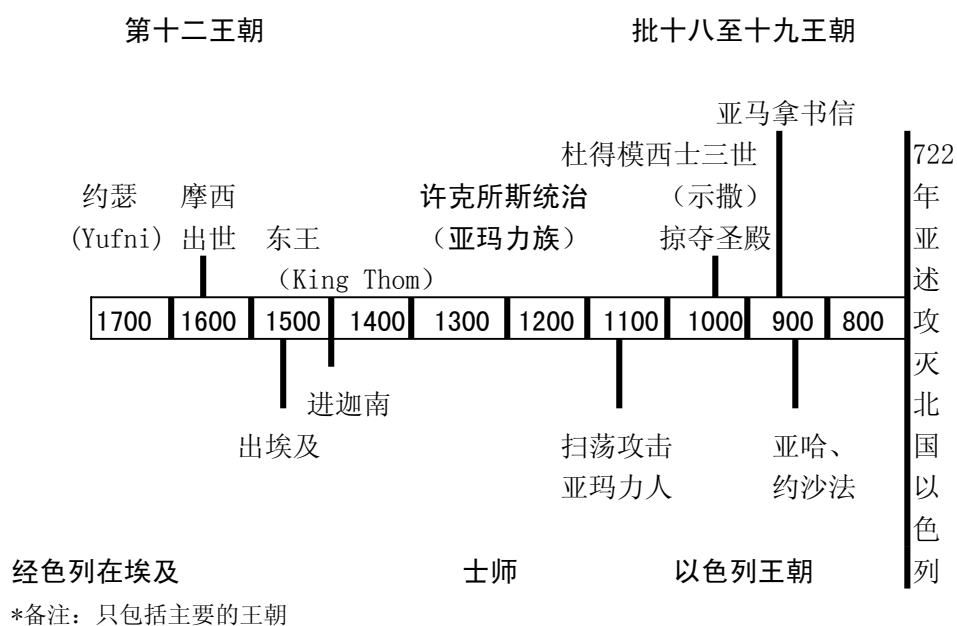 第十二王朝 批十八至十九王朝
亚马拿书信
杜得模西士三世
约瑟 摩西 许克所斯统治 （示撒）
(Yufni) 出世 东王 （亚玛力族） 掠夺圣殿
（King Thom）
1700 1600 1500 1400 1300 1200 1100 1000 900 800
进迦南
出埃及 扫荡攻击 亚哈、
亚玛力人 约沙法
722年亚述攻灭北国以色列
经色列在埃及 士师 以色列王朝
*备注：只包括主要的王朝